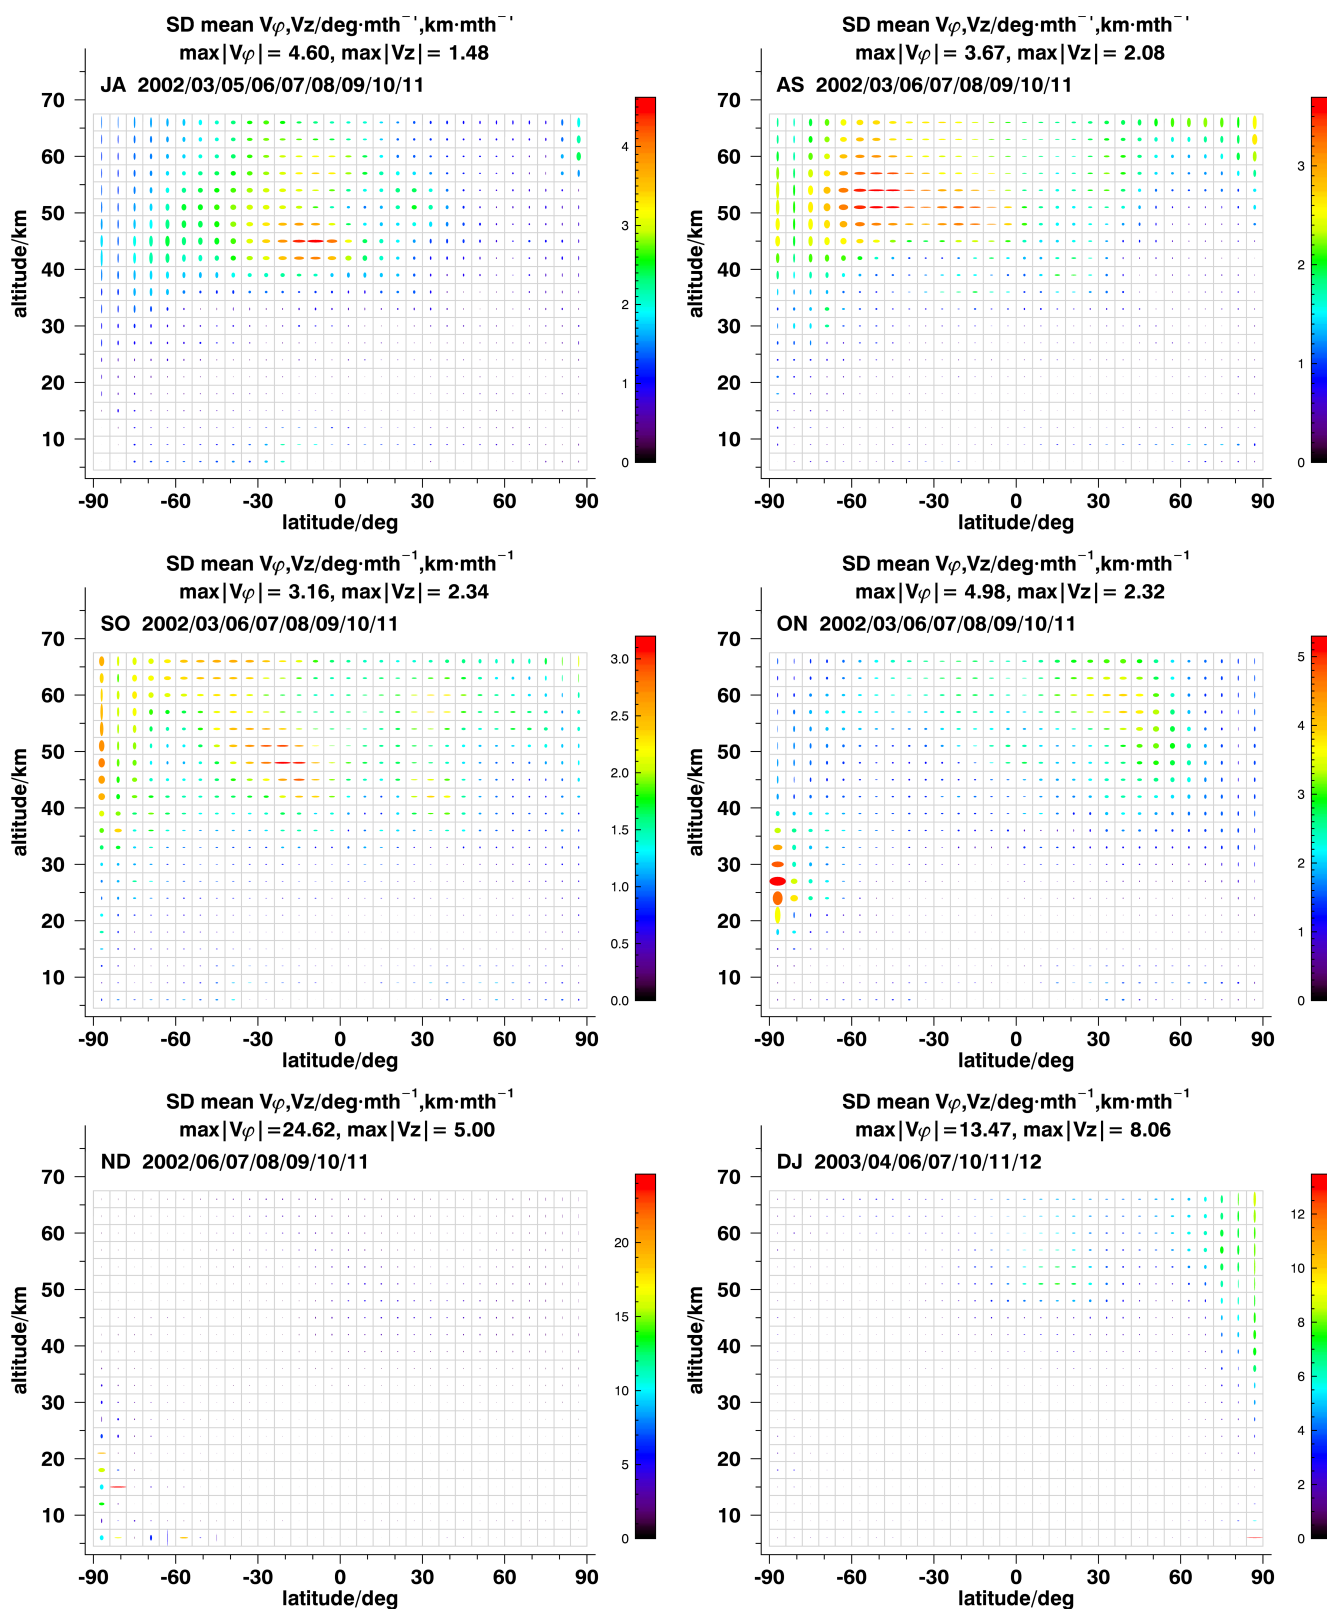 SD mean Vφ,Vz/deg·mth⁻¹,km·mth⁻¹
max|Vφ|= 4.60, max|Vz|= 1.48
JA 2002/03/05/06/07/08/09/10/11
70
60
50
40
30
20
10
altitude/km
-90 -60 -30 0 30 60 90
latitude/deg
4
3
2
1
0
SD mean Vφ,Vz/deg·mth⁻¹,km·mth⁻¹
max|Vφ|= 3.67, max|Vz|= 2.08
AS 2002/03/06/07/08/09/10/11
70
60
50
40
30
20
10
altitude/km
-90 -60 -30 0 30 60 90
latitude/deg
3
2
1
0
SD mean Vφ,Vz/deg·mth⁻¹,km·mth⁻¹
max|Vφ|= 3.16, max|Vz|= 2.34
SO 2002/03/06/07/08/09/10/11
70
60
50
40
30
20
10
altitude/km
-90 -60 -30 0 30 60 90
latitude/deg
3.0
2.5
2.0
1.5
1.0
0.5
0.0
SD mean Vφ,Vz/deg·mth⁻¹,km·mth⁻¹
max|Vφ|= 4.98, max|Vz|= 2.32
ON 2002/03/06/07/08/09/10/11
70
60
50
40
30
20
10
altitude/km
-90 -60 -30 0 30 60 90
latitude/deg
5
4
3
2
1
0
SD mean Vφ,Vz/deg·mth⁻¹,km·mth⁻¹
max|Vφ|=24.62, max|Vz|= 5.00
ND 2002/06/07/08/09/10/11
70
60
50
40
30
20
10
altitude/km
-90 -60 -30 0 30 60 90
latitude/deg
20
15
10
5
0
SD mean Vφ,Vz/deg·mth⁻¹,km·mth⁻¹
max|Vφ|=13.47, max|Vz|= 8.06
DJ 2003/04/06/07/10/11/12
70
60
50
40
30
20
10
altitude/km
-90 -60 -30 0 30 60 90
latitude/deg
12
10
8
6
4
2
0